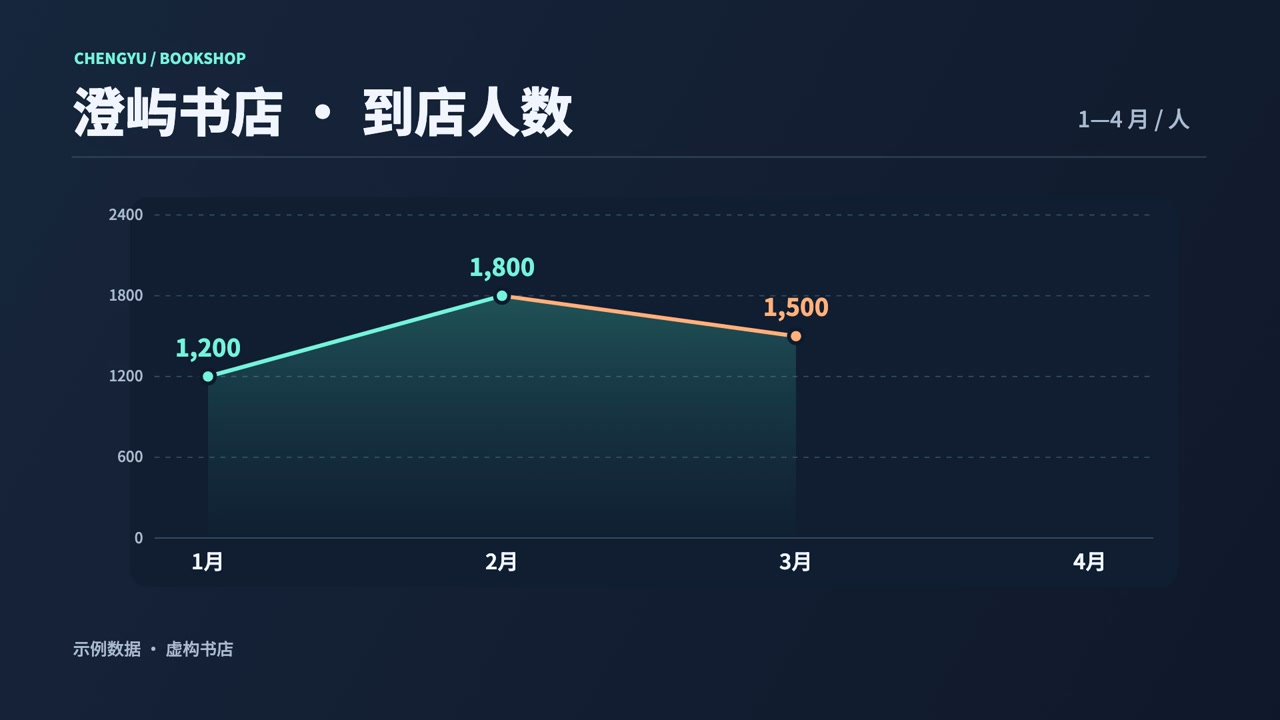 CHENGYU / BOOKSHOP
澄屿书店 · 到店人数
1—4 月 / 人
2400
1800
1200
600
0
1,200
1,800
1,500
1月
2月
3月
4月
示例数据 · 虚构书店